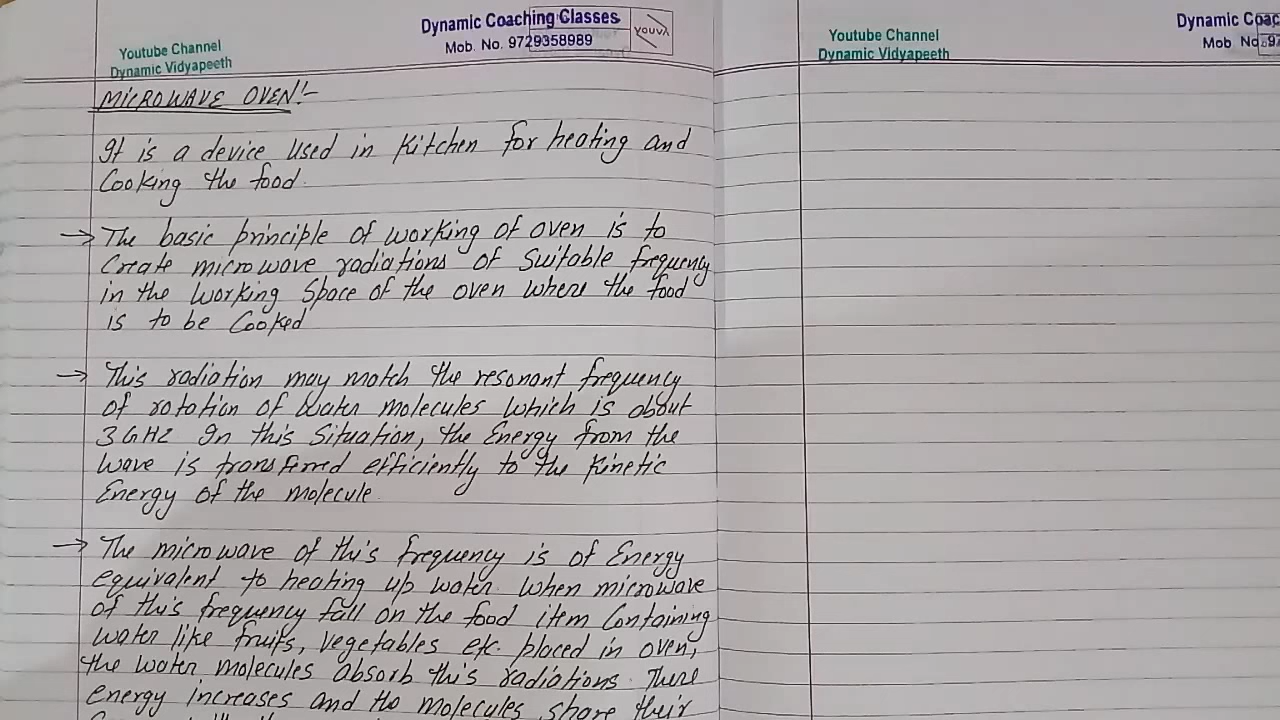 Youtube Channel
Dynamic Vidyapeeth
Dynamic Coaching Classes
Mob. No. 9729358989
YOUVA
MICROWAVE OVEN!-
It is a device used in Kitchen for heating and
Cooking the food.
→ The basic principle of working of oven is to
Create microwave radiations of Suitable frequency
in the working Space of the oven where the food
is to be Cooked
→ This radiation may match the resonant frequency
of rotation of water molecules which is about
3 GHZ In this Situation, the Energy from the
wave is transferred efficiently to the Kinetic
Energy of the molecule.
→ The microwave of this frequency is of Energy
equivalent to heating up water. When microwave
of this frequency fall on the food item Containing
water like fruits, vegetables etc. placed in oven,
the water molecules absorb this radiations. There
energy increases and the molecules share their
Youtube Channel
Dynamic Vidyapeeth
Dynamic Coac
Mob No. 97